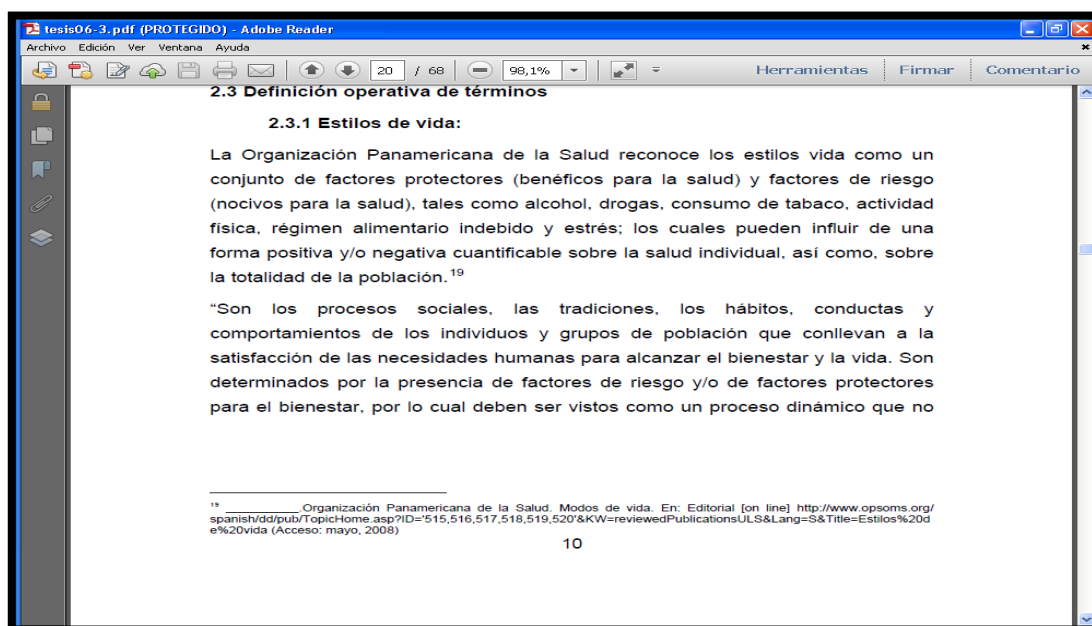 tesis06-3.pdf (PROTEGIDO) - Adobe Reader
Archivo Edición Ver Ventana Ayuda
20 / 68 98,1% Herramientas Firmar Comentario
2.3 Definición operativa de términos
2.3.1 Estilos de vida:
La Organización Panamericana de la Salud reconoce los estilos vida como un
conjunto de factores protectores (benéficos para la salud) y factores de riesgo
(nocivos para la salud), tales como alcohol, drogas, consumo de tabaco, actividad
física, régimen alimentario indebido y estrés; los cuales pueden influir de una
forma positiva y/o negativa cuantificable sobre la salud individual, así como, sobre
la totalidad de la población.19
“Son los procesos sociales, las tradiciones, los hábitos, conductas y
comportamientos de los individuos y grupos de población que conllevan a la
satisfacción de las necesidades humanas para alcanzar el bienestar y la vida. Son
determinados por la presencia de factores de riesgo y/o de factores protectores
para el bienestar, por lo cual deben ser vistos como un proceso dinámico que no
19 __________.Organización Panamericana de la Salud. Modos de vida. En: Editorial [on line] http://www.opsoms.org/
spanish/dd/pub/TopicHome.asp?ID='515,516,517,518,519,520'&KW=reviewedPublicationsULS&Lang=S&Title=Estilos%20d
e%20vida (Acceso: mayo, 2008)
10